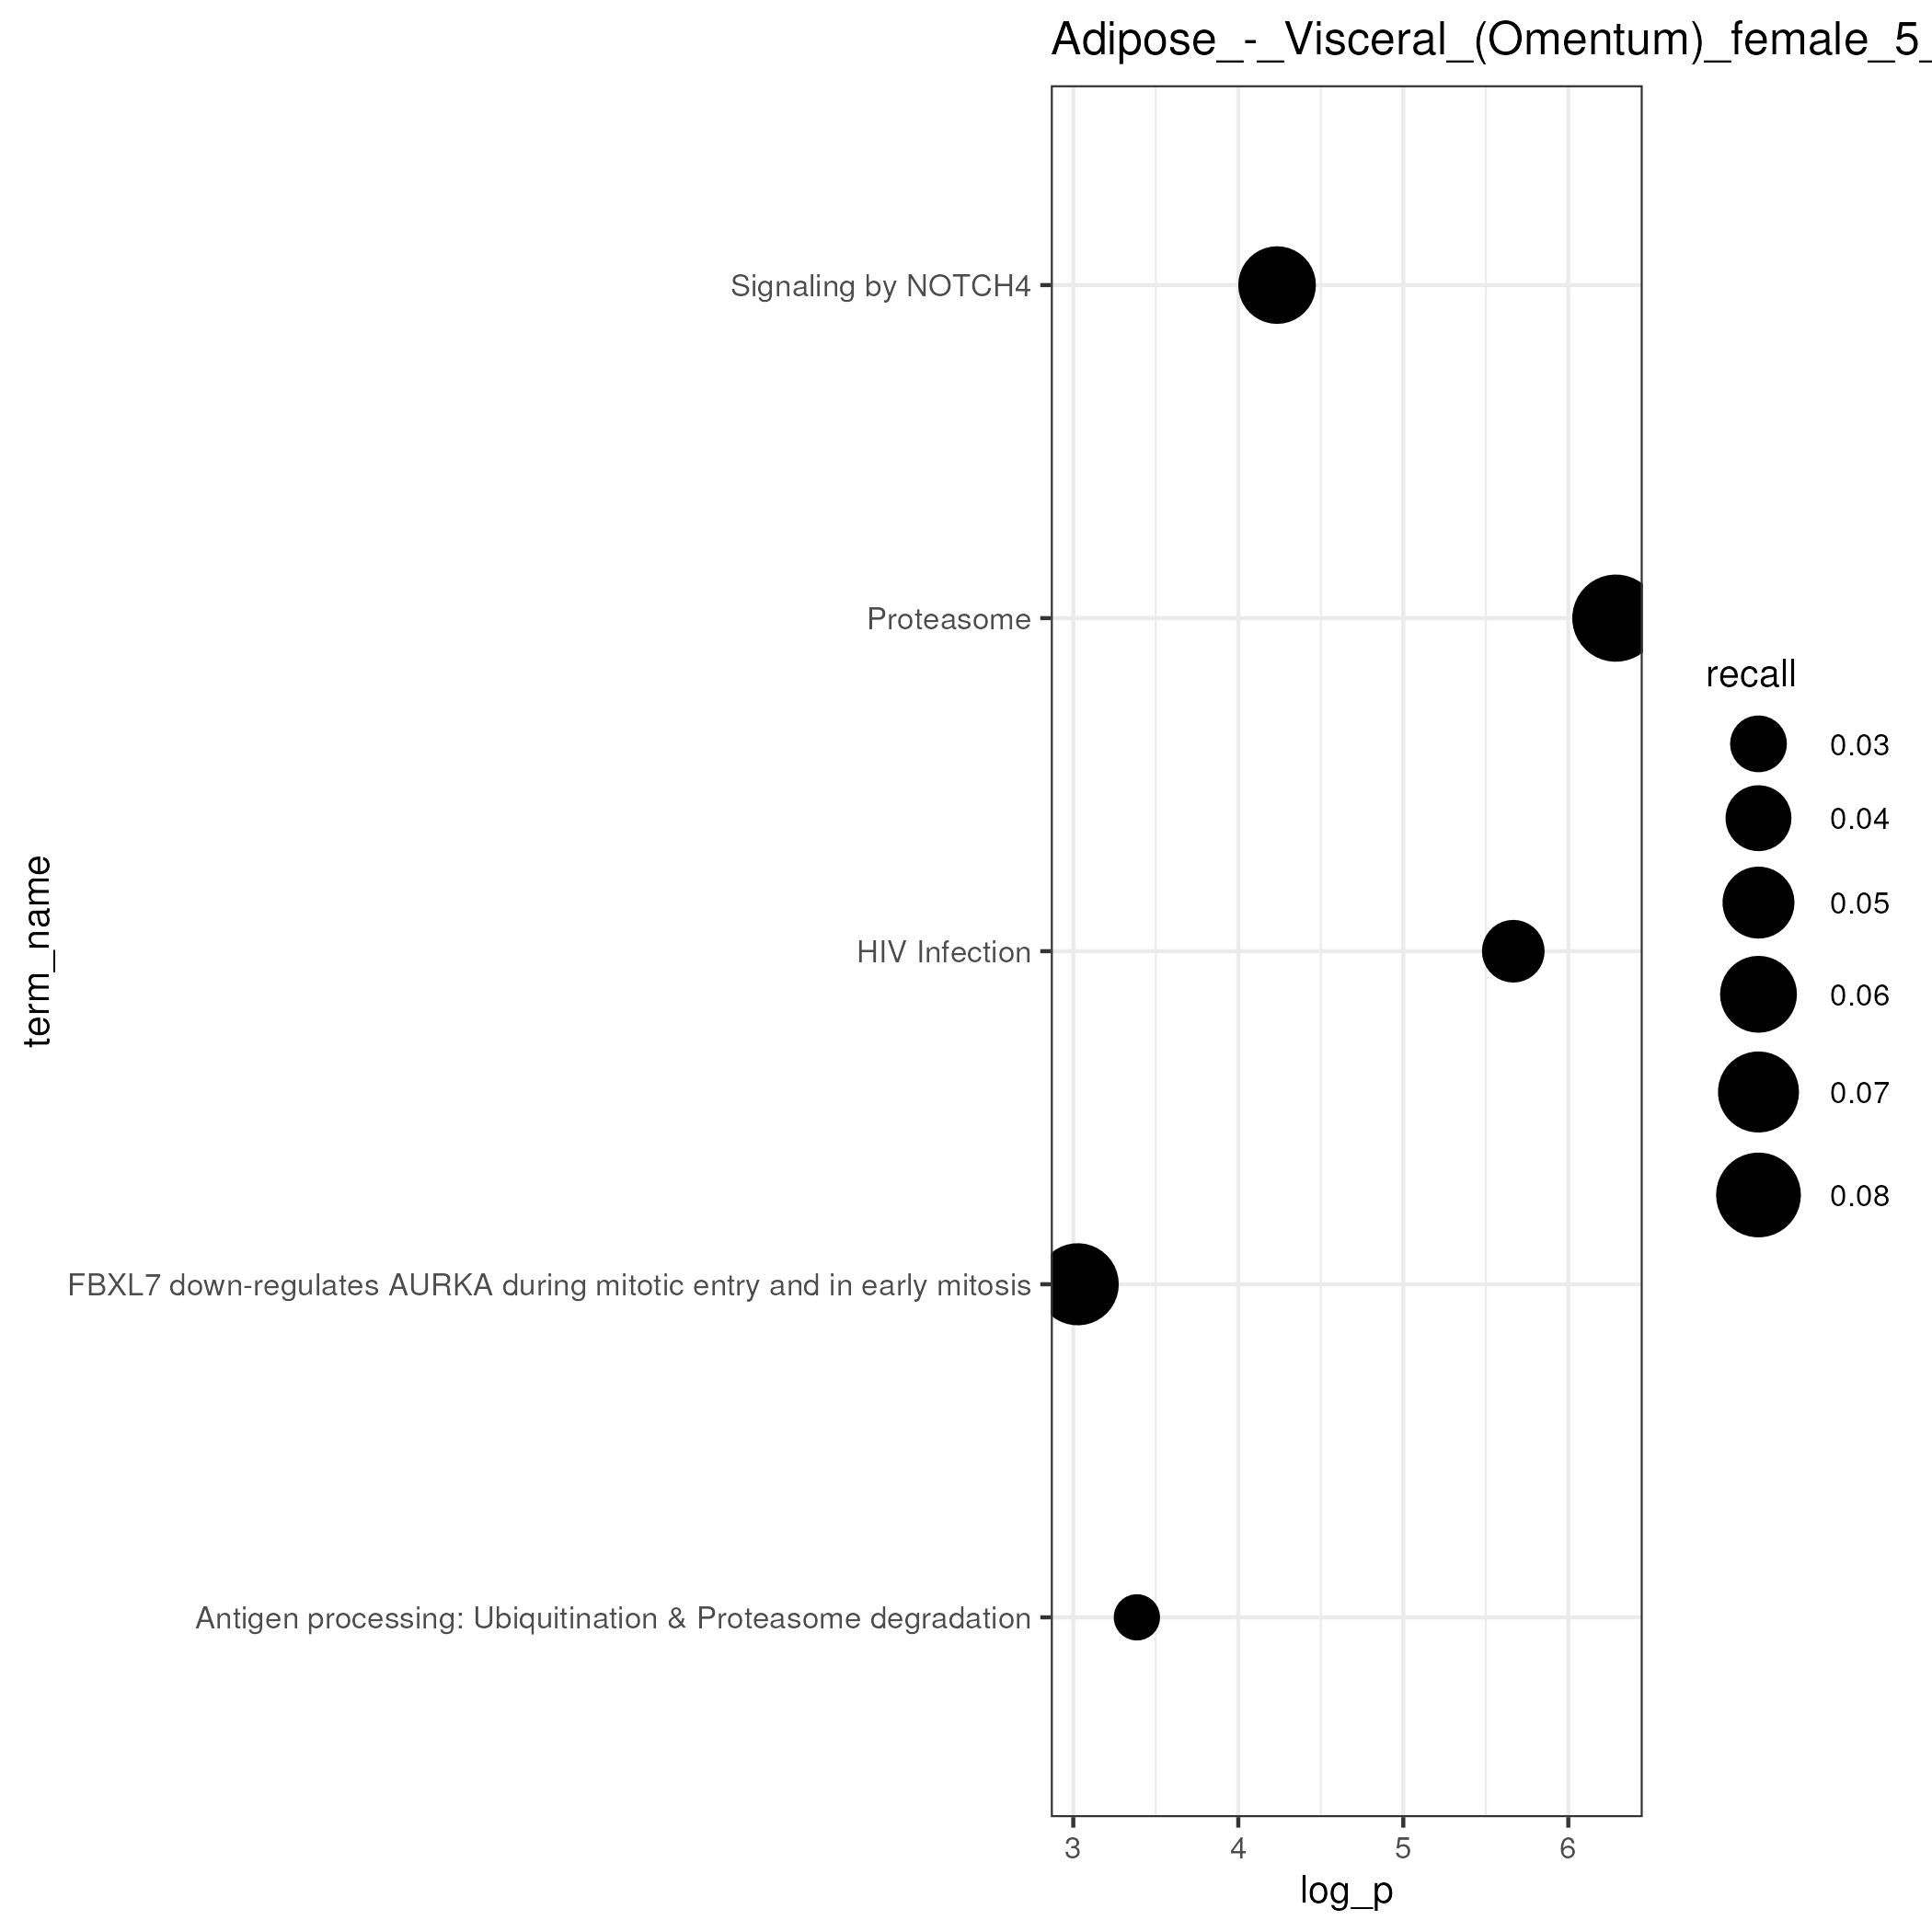 Adipose_-_Visceral_(Omentum)_female_5_
Signaling by NOTCH4
Proteasome
HIV Infection
FBXL7 down-regulates AURKA during mitotic entry and in early mitosis
Antigen processing: Ubiquitination & Proteasome degradation
term_name
3 4 5 6
log_p
recall
0.03
0.04
0.05
0.06
0.07
0.08